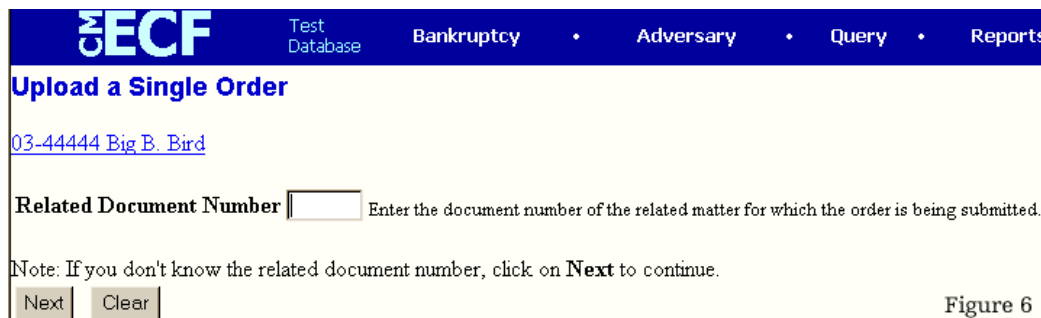 CM ECF Test Database Bankruptcy • Adversary • Query • Reports
Upload a Single Order
03-44444 Big B. Bird
Related Document Number Enter the document number of the related matter for which the order is being submitted.
Note: If you don't know the related document number, click on Next to continue.
Next Clear
Figure 6